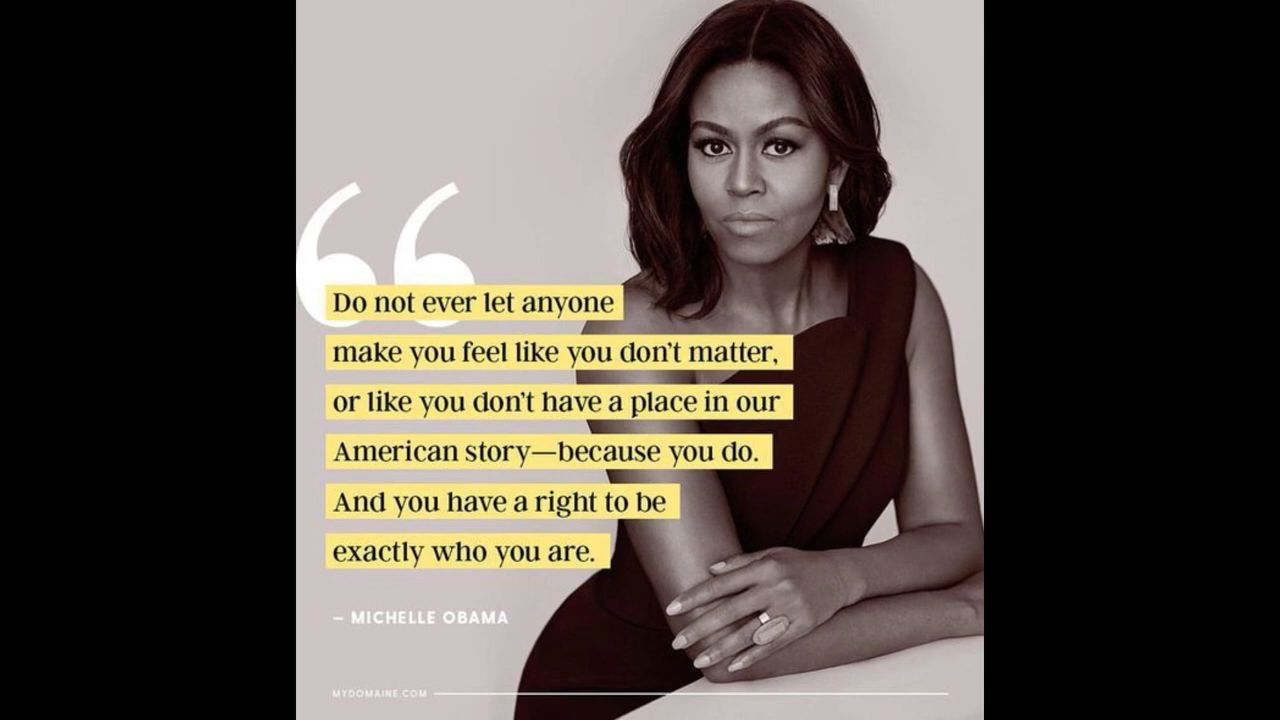 Do not ever let anyone
make you feel like you don’t matter,
or like you don’t have a place in our
American story—because you do.
And you have a right to be
exactly who you are.
– MICHELLE OBAMA
MYDOMAINE.COM